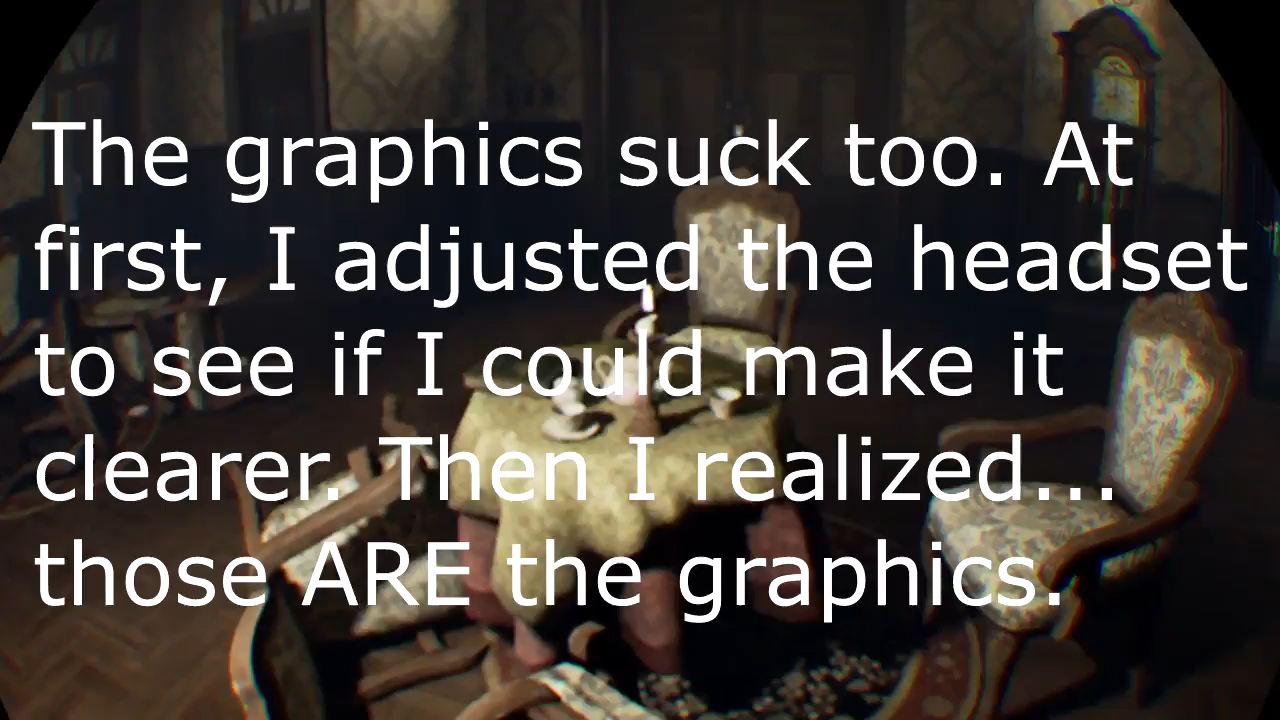 The graphics suck too. At
first, I adjusted the headset
to see if I could make it
clearer. Then I realized...
those ARE the graphics.